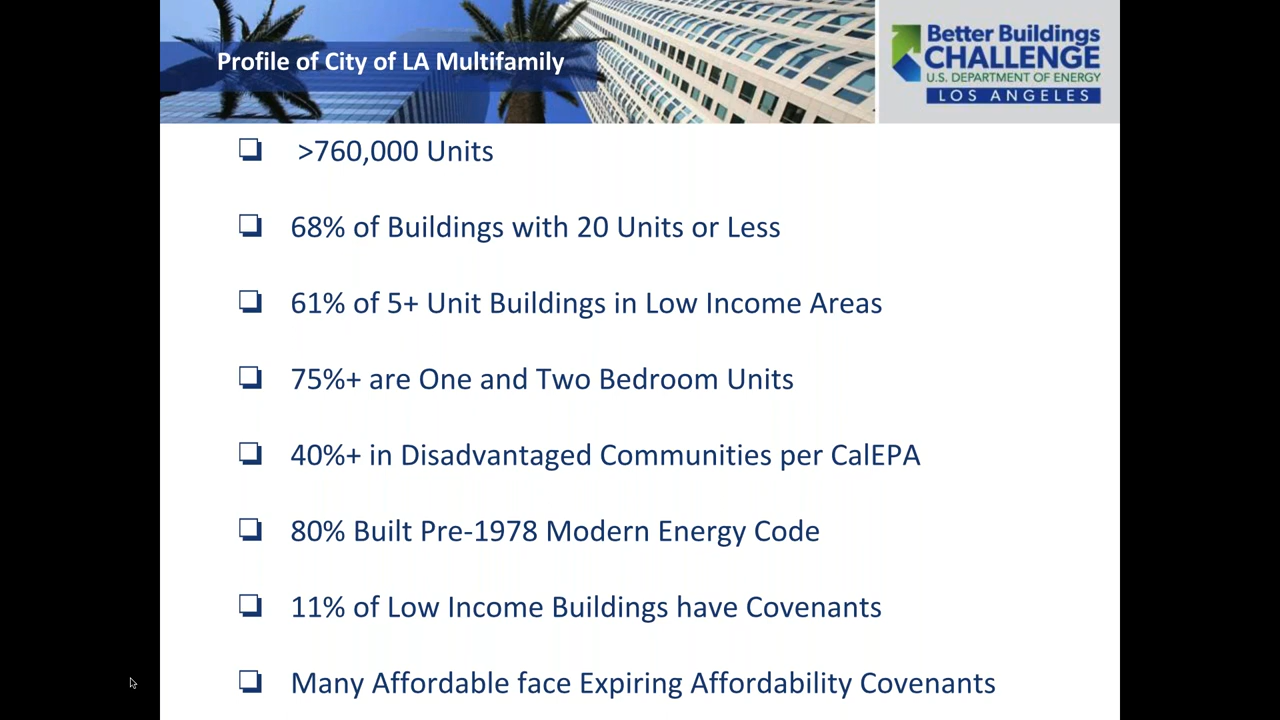 Profile of City of LA Multifamily
Better Buildings
CHALLENGE
U.S. DEPARTMENT OF ENERGY
LOS ANGELES
>760,000 Units
68% of Buildings with 20 Units or Less
61% of 5+ Unit Buildings in Low Income Areas
75%+ are One and Two Bedroom Units
40%+ in Disadvantaged Communities per CalEPA
80% Built Pre-1978 Modern Energy Code
11% of Low Income Buildings have Covenants
Many Affordable face Expiring Affordability Covenants